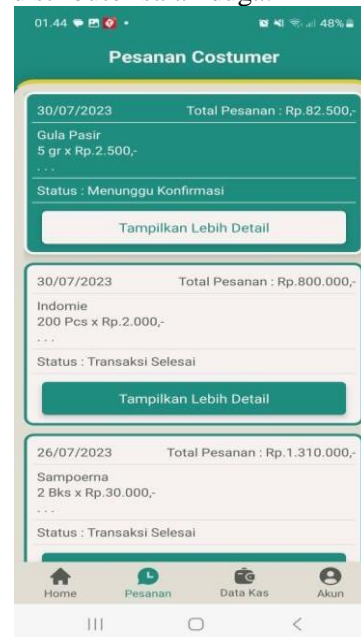 01.44
48%
Pesanan Costumer
30/07/2023 Total Pesanan : Rp.82.500,-
Gula Pasir
5 gr x Rp.2.500,-
. . .
Status : Menunggu Konfirmasi
Tampilkan Lebih Detail
30/07/2023 Total Pesanan : Rp.800.000,-
Indomie
200 Pcs x Rp.2.000,-
. . .
Status : Transaksi Selesai
Tampilkan Lebih Detail
26/07/2023 Total Pesanan : Rp.1.310.000,-
Sampoerna
2 Bks x Rp.30.000,-
. . .
Status : Transaksi Selesai
Home Pesanan Data Kas Akun